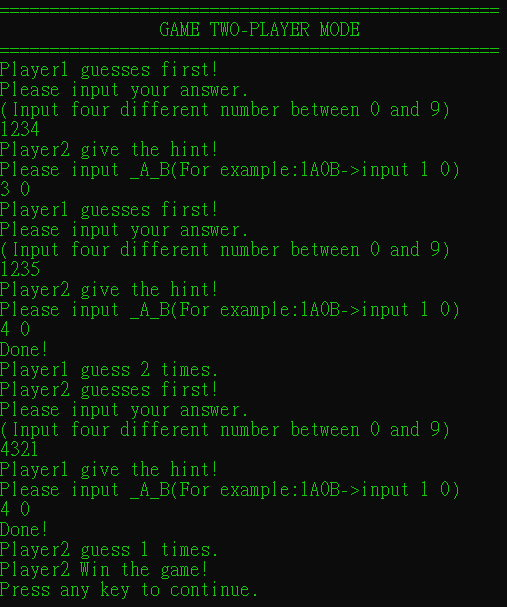 ==================================================
GAME TWO-PLAYER MODE
==================================================
Player1 guesses first!
Please input your answer.
(Input four different number between 0 and 9)
1234
Player2 give the hint!
Please input _A_B(For example:1A0B->input 1 0)
3 0
Player1 guesses first!
Please input your answer.
(Input four different number between 0 and 9)
1235
Player2 give the hint!
Please input _A_B(For example:1A0B->input 1 0)
4 0
Done!
Player1 guess 2 times.
Player2 guesses first!
Please input your answer.
(Input four different number between 0 and 9)
4321
Player1 give the hint!
Please input _A_B(For example:1A0B->input 1 0)
4 0
Done!
Player2 guess 1 times.
Player2 Win the game!
Press any key to continue.